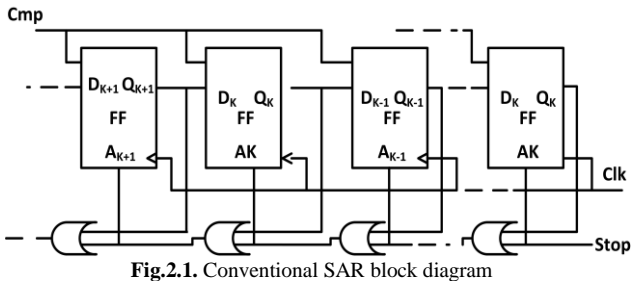 Cmp
D_{K+1} Q_{K+1}
FF
A_{K+1}
D_K Q_K
FF
AK
D_{K-1} Q_{K-1}
FF
A_{K-1}
D_K Q_K
FF
AK
Clk
Stop
Fig.2.1. Conventional SAR block diagram